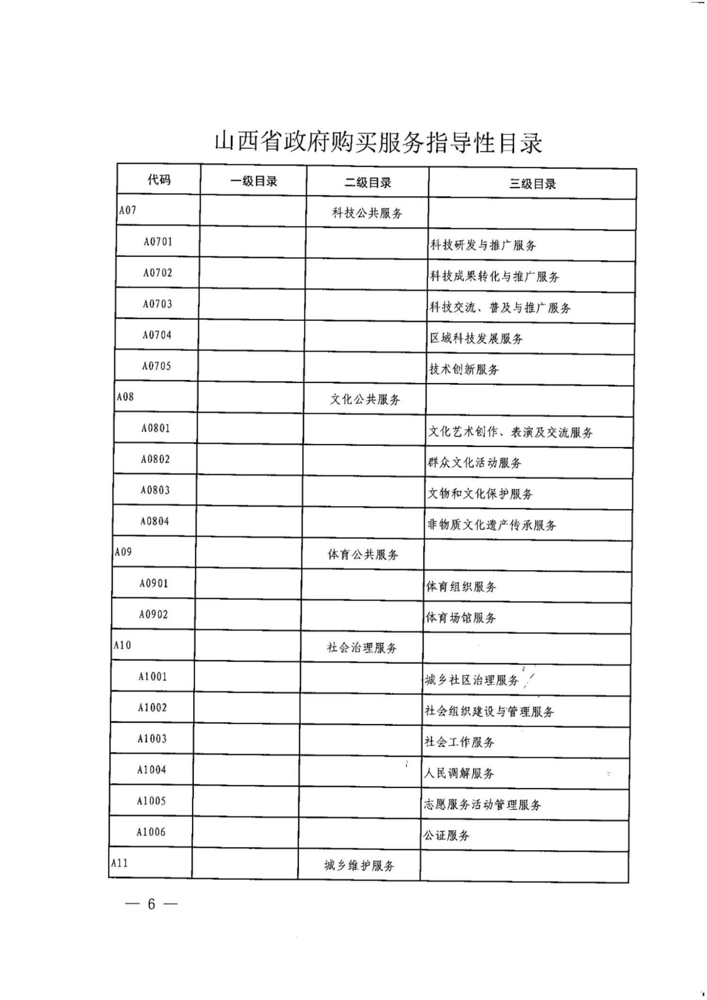 山西省政府购买服务指导性目录
代码 一级目录 二级目录 三级目录
A07 科技公共服务
A0701 科技研发与推广服务
A0702 科技成果转化与推广服务
A0703 科技交流、普及与推广服务
A0704 区域科技发展服务
A0705 技术创新服务
A08 文化公共服务
A0801 文化艺术创作、表演及交流服务
A0802 群众文化活动服务
A0803 文物和文化保护服务
A0804 非物质文化遗产传承服务
A09 体育公共服务
A0901 体育组织服务
A0902 体育场馆服务
A10 社会治理服务
A1001 城乡社区治理服务
A1002 社会组织建设与管理服务
A1003 社会工作服务
A1004 人民调解服务
A1005 志愿服务活动管理服务
A1006 公证服务
A11 城乡维护服务
— 6 —